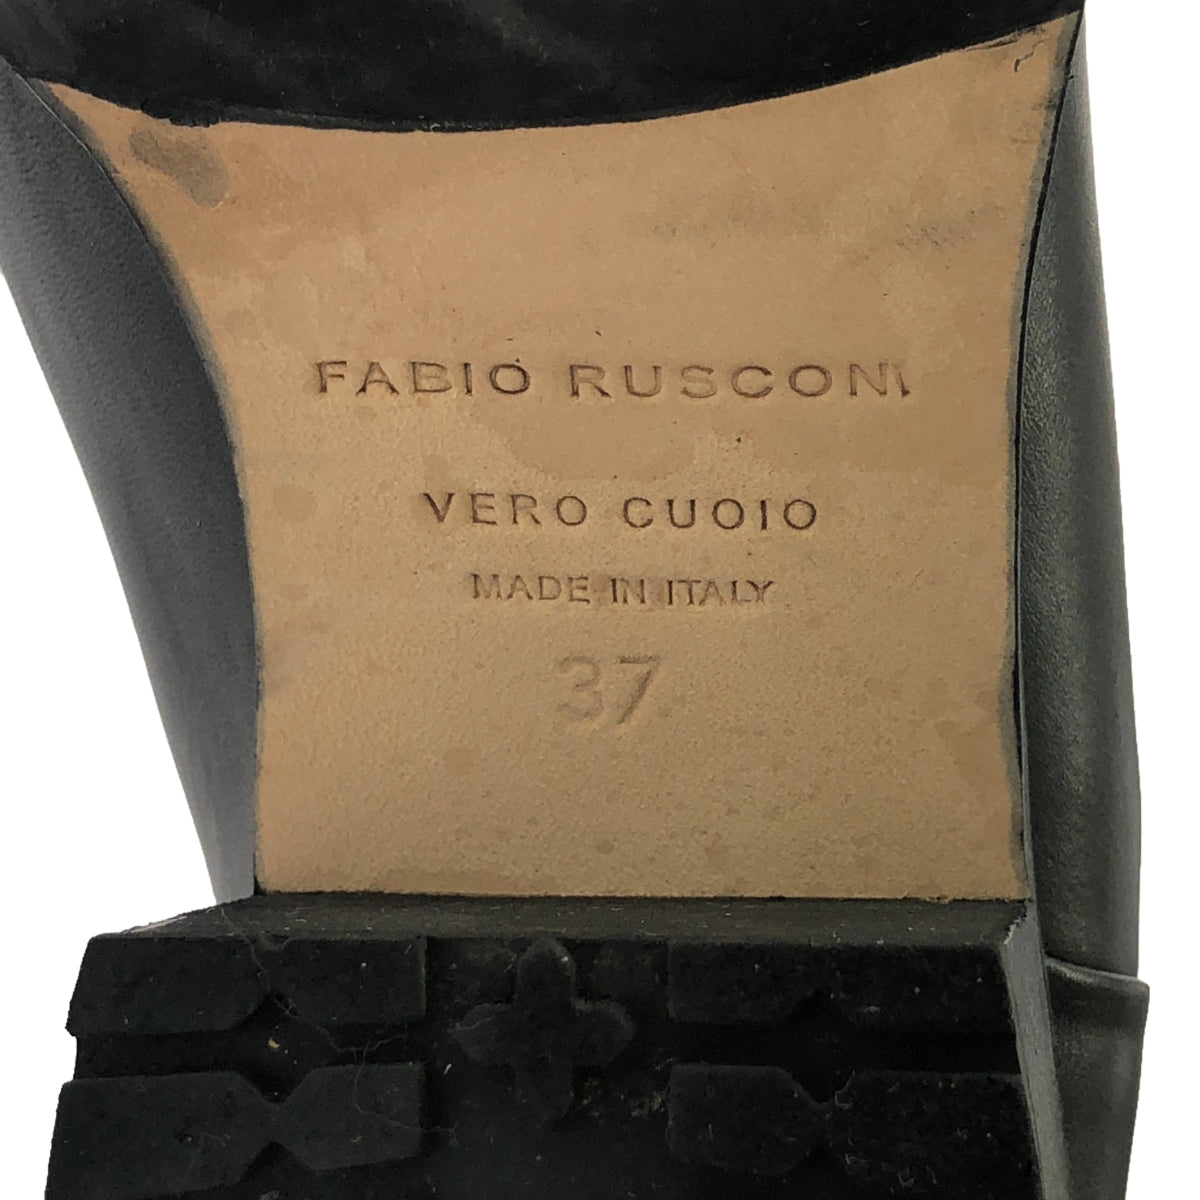 FABIO RUSCONI
VERO CUOIO
MADE IN ITALY
37